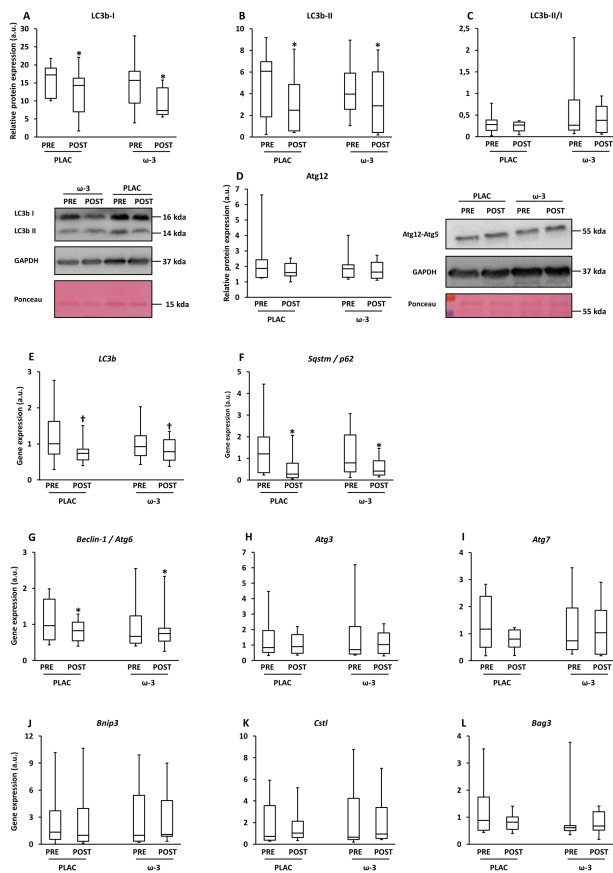 A LC3b-I
Relative protein expression (a.u.)
30
25
20
15
10
5
0
*
*
PRE POST PRE POST
PLAC ω-3
B LC3b-II
10
8
6
4
2
0
*
*
PRE POST PRE POST
PLAC ω-3
C LC3b-II/I
2,5
2
1,5
1
0,5
0
PRE POST PRE POST
PLAC ω-3
ω-3 PLAC
PRE POST PRE POST
LC3b I 16 kda
LC3b II 14 kda
GAPDH 37 kda
Ponceau 15 kda
D Atg12
Relative protein expression (a.u.)
7
6
5
4
3
2
1
0
PRE POST PRE POST
PLAC ω-3
PLAC ω-3
PRE POST PRE POST
Atg12-Atg5 55 kda
GAPDH 37 kda
Ponceau 55 kda
E LC3b
Gene expression (a.u.)
3
2
1
0
†
†
PRE POST PRE POST
PLAC ω-3
F Sqstm / p62
Gene expression (a.u.)
5
4
3
2
1
0
*
*
PRE POST PRE POST
PLAC ω-3
G Beclin-1 / Atg6
Gene expression (a.u.)
3
2
1
0
*
*
PRE POST PRE POST
PLAC ω-3
H Atg3
7
6
5
4
3
2
1
0
PRE POST PRE POST
PLAC ω-3
I Atg7
4
3
2
1
0
PRE POST PRE POST
PLAC ω-3
J Bnip3
Gene expression (a.u.)
12
9
6
3
0
PRE POST PRE POST
PLAC ω-3
K Cstl
10
8
6
4
2
0
PRE POST PRE POST
PLAC ω-3
L Bag3
4
3
2
1
0
PRE POST PRE POST
PLAC ω-3